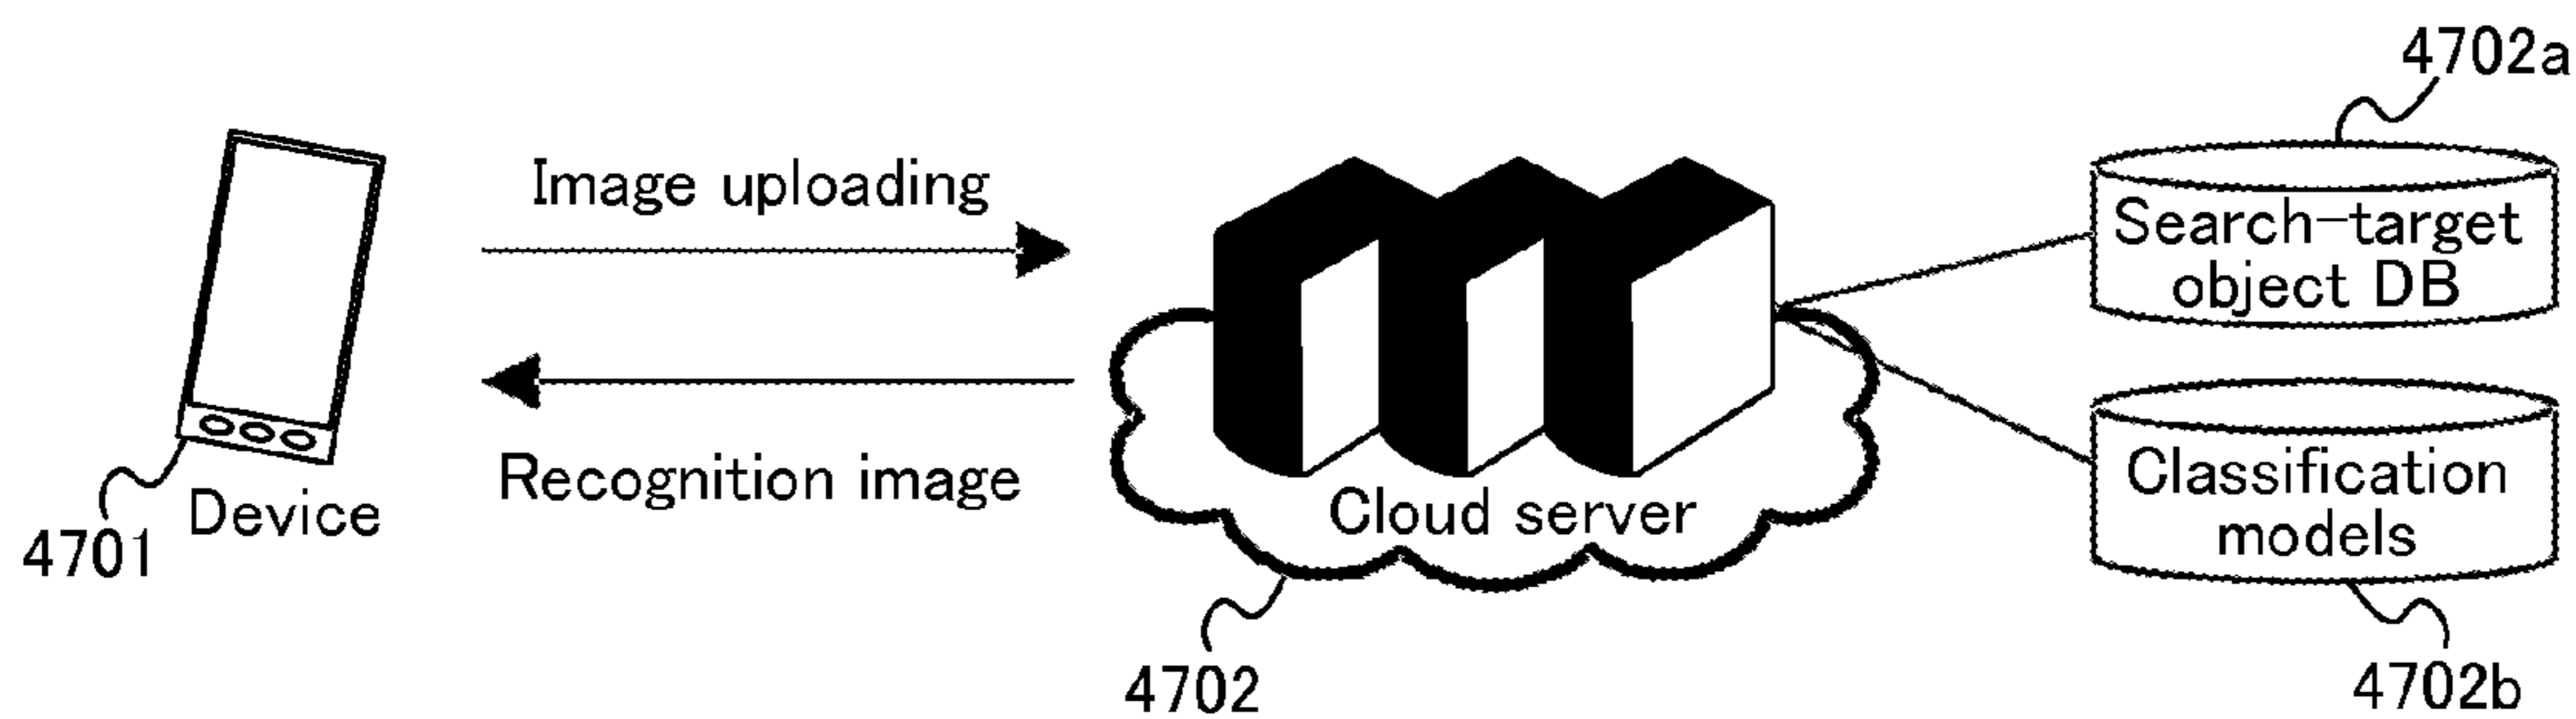 4702a
Image uploading
Search-target
object DB
Recognition image
Classification
models
Device
Cloud server
4701
4702
4702b